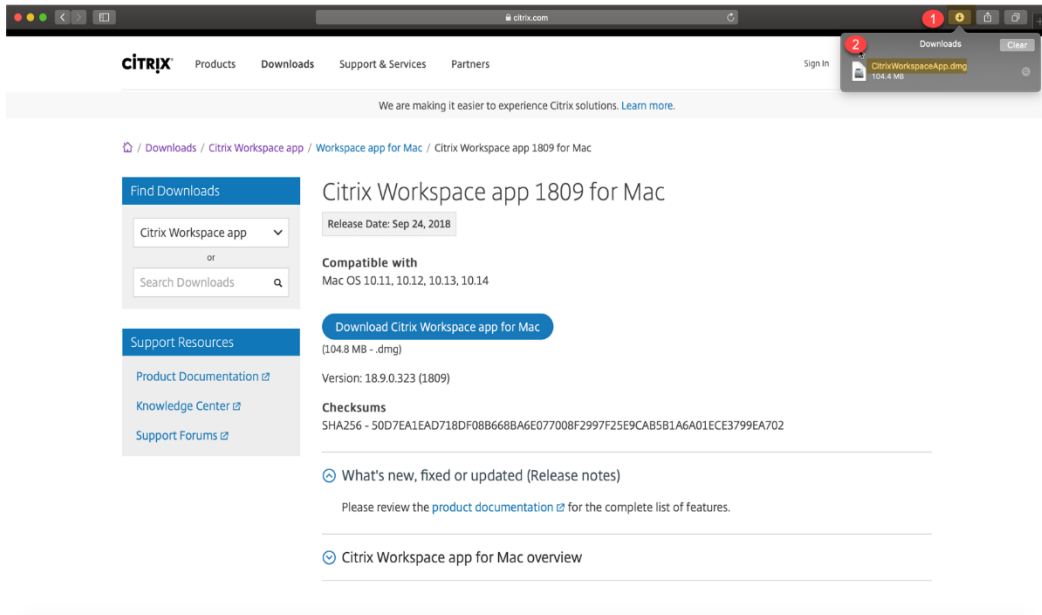 citrix.com
1
2
Downloads
Clear
CitrixWorkspaceApp.dmg
104.4 MB
CİTRİX
Products
Downloads
Support & Services
Partners
Sign In
We are making it easier to experience Citrix solutions. Learn more.
/ Downloads / Citrix Workspace app / Workspace app for Mac / Citrix Workspace app 1809 for Mac
Find Downloads
Citrix Workspace app
or
Search Downloads
Support Resources
Product Documentation
Knowledge Center
Support Forums
Citrix Workspace app 1809 for Mac
Release Date: Sep 24, 2018
Compatible with
Mac OS 10.11, 10.12, 10.13, 10.14
Download Citrix Workspace app for Mac
(104.8 MB - .dmg)
Version: 18.9.0.323 (1809)
Checksums
SHA256 - 50D7EA1EAD718DF08B668BA6E077008F2997F25E9CAB5B1A6A01ECE3799EA702
What's new, fixed or updated (Release notes)
Please review the product documentation for the complete list of features.
Citrix Workspace app for Mac overview